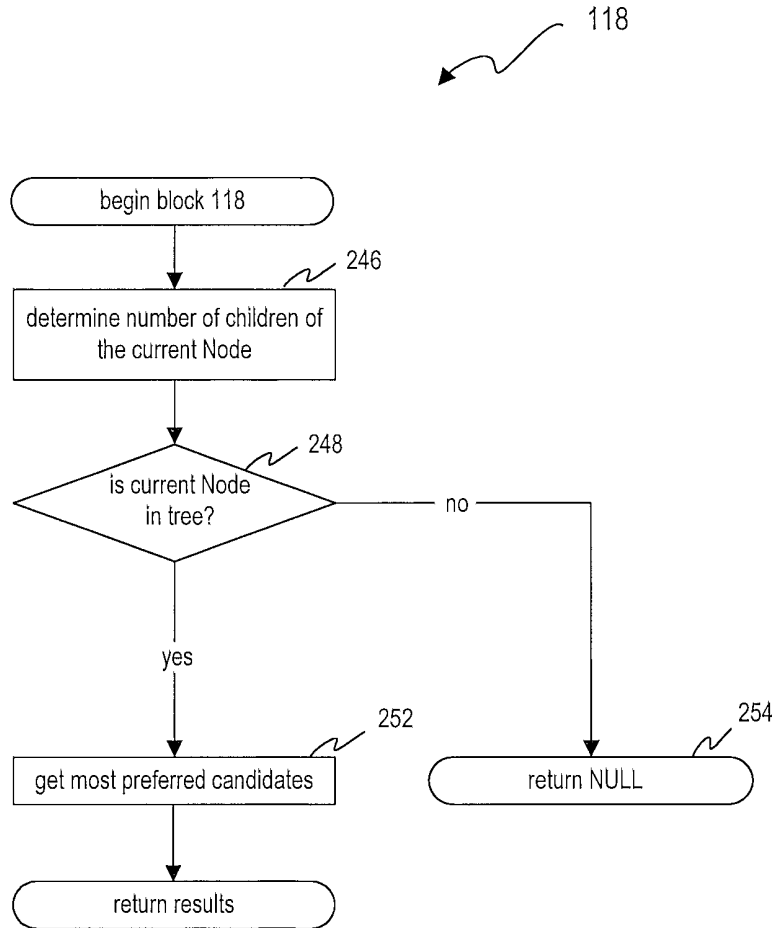 118
begin block 118
246
determine number of children of
the current Node
248
is current Node
in tree?
no
yes
252
254
get most preferred candidates
return NULL
return results